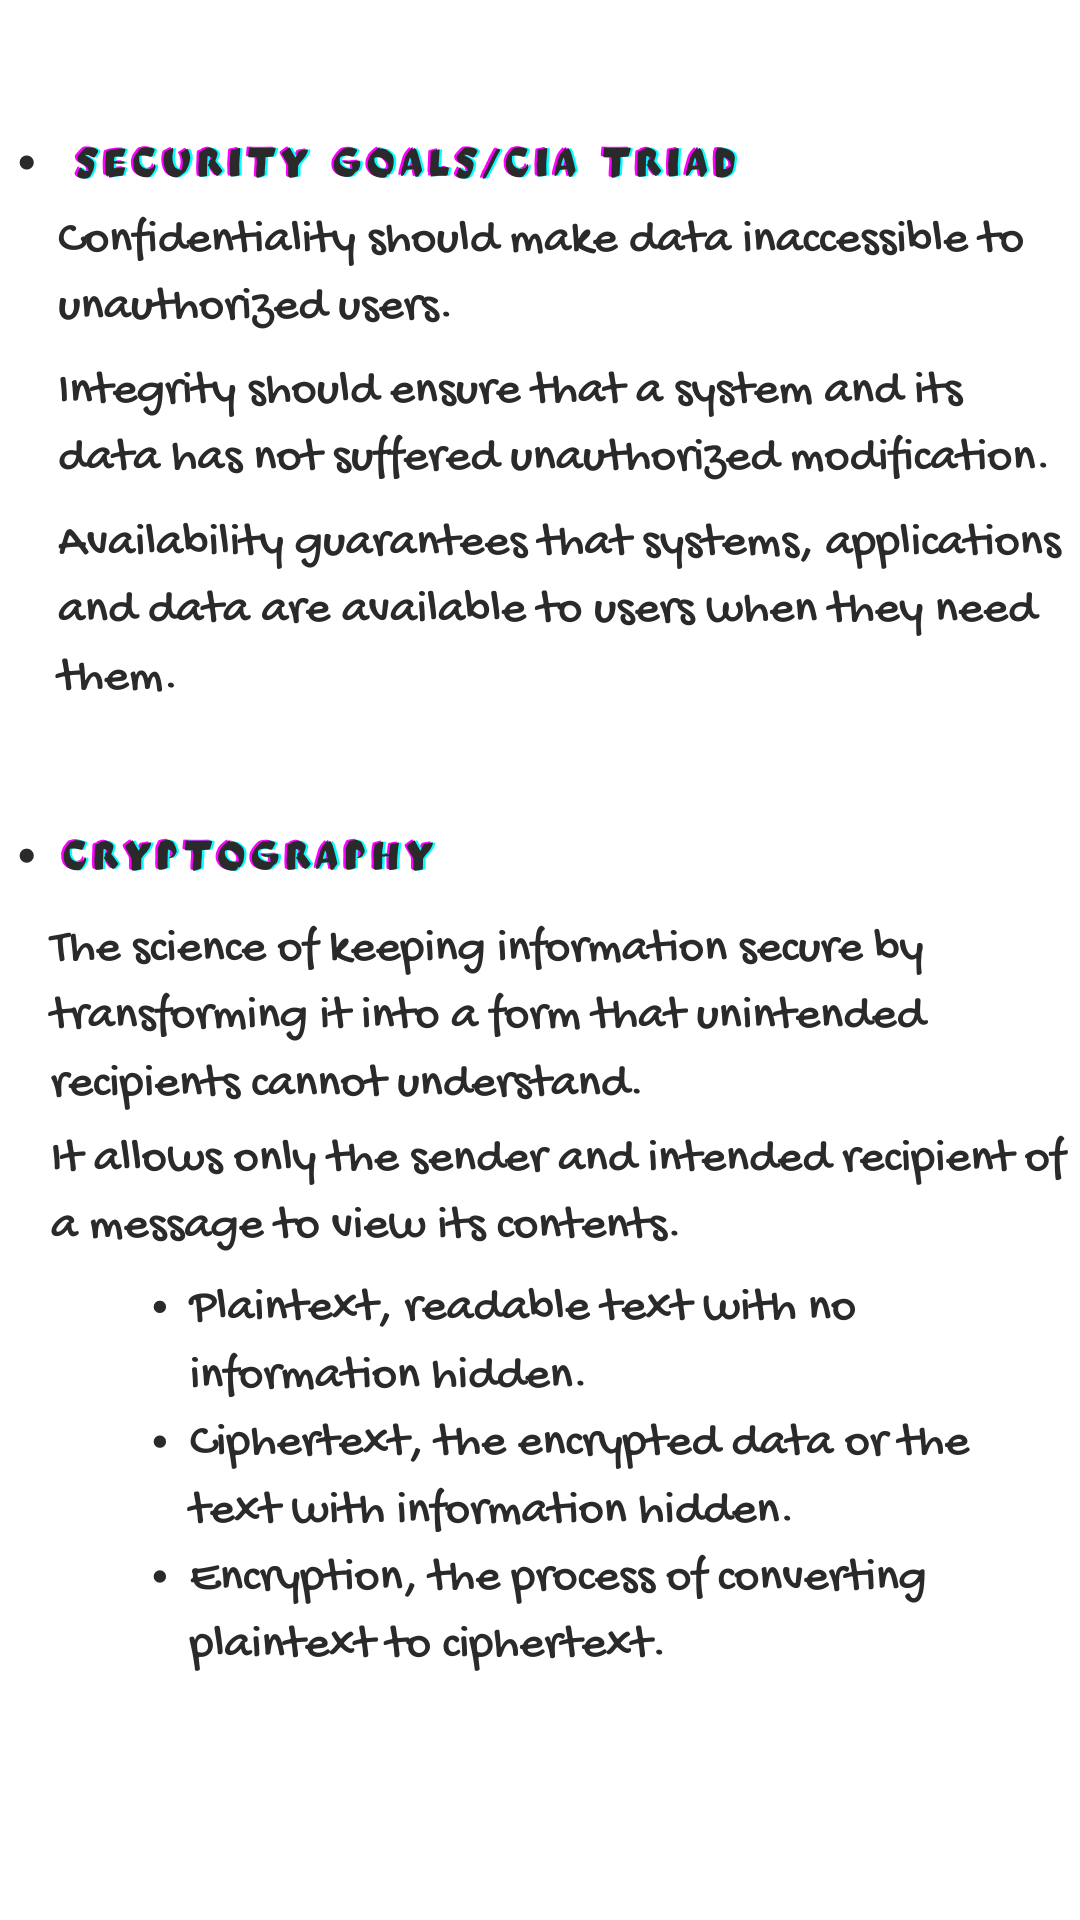 • SECURITY GOALS/CIA TRIAD
Confidentiality should make data inaccessible to
unauthorized users.
Integrity should ensure that a system and its
data has not suffered unauthorized modification.
Availability guarantees that systems, applications
and data are available to users when they need
them.
• CRYPTOGRAPHY
The science of keeping information secure by
transforming it into a form that unintended
recipients cannot understand.
It allows only the sender and intended recipient of
a message to view its contents.
• Plaintext, readable text with no
information hidden.
• Ciphertext, the encrypted data or the
text with information hidden.
• Encryption, the process of converting
plaintext to ciphertext.